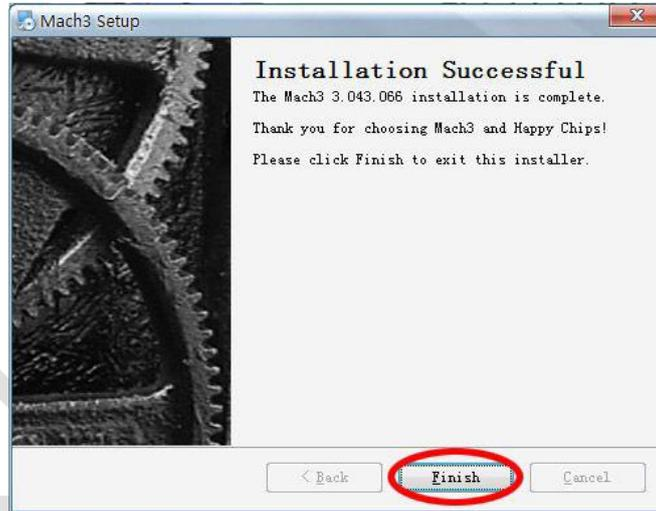 Mach3 Setup
Installation Successful
The Mach3 3.043.066 installation is complete.
Thank you for choosing Mach3 and Happy Chips!
Please click Finish to exit this installer.
< Back
Finish
Cancel